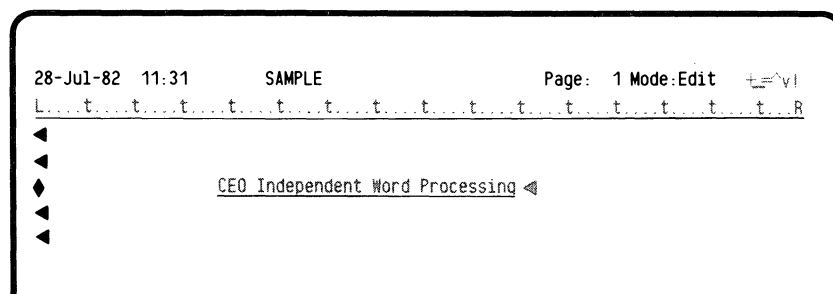 28-Jul-82 11:31 SAMPLE Page: 1 Mode:Edit
L....t....t....t....t....t....t....t....t....t....t....t....t....t....t....t...R
CEO Independent Word Processing